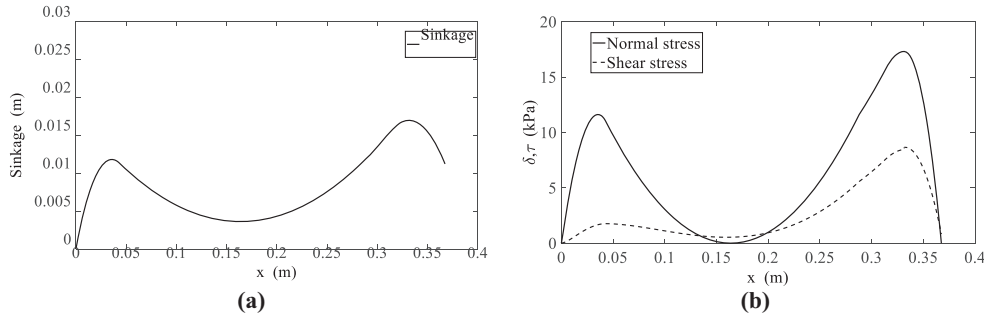 0.03
0.025
0.02
0.015
0.01
0.005
0
Sinkage (m)
Sinkage
0 0.05 0.1 0.15 0.2 0.25 0.3 0.35 0.4
x (m)
(a)
20
15
10
5
0
δ,τ (kPa)
Normal stress
Shear stress
0 0.05 0.1 0.15 0.2 0.25 0.3 0.35 0.4
x (m)
(b)